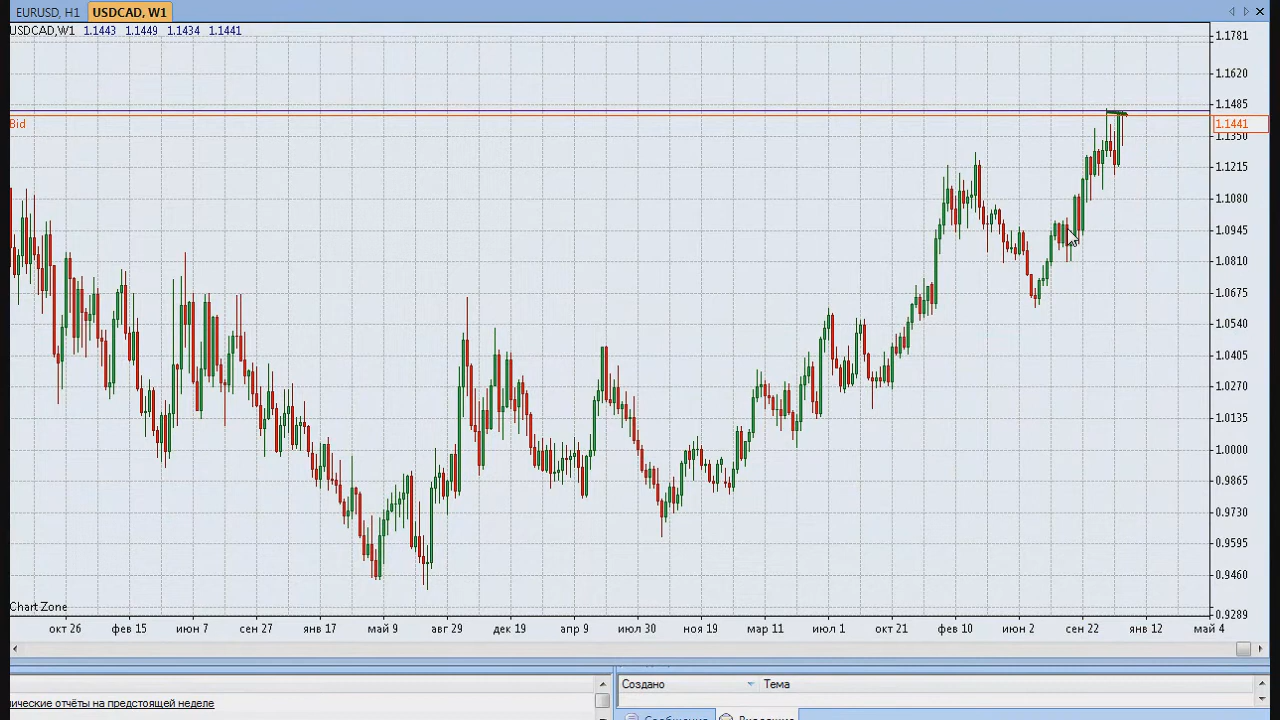 EURUSD, H1 USDCAD, W1
USDCAD,W1 1.1443 1.1449 1.1434 1.1441
1.1781
1.1620
1.1485
Bid 1.1441
1.1350
1.1215
1.1080
1.0945
1.0810
1.0675
1.0540
1.0405
1.0270
1.0135
1.0000
0.9865
0.9730
0.9595
0.9460
Chart Zone
0.9289
окт 26 фев 15 июн 7 сен 27 янв 17 май 9 авг 29 дек 19 апр 9 июл 30 ноя 19 мар 11 июл 1 окт 21 фев 10 июн 2 сен 22 янв 12 май 4
Создано Тема
лические отчёты на предстоящей неделе